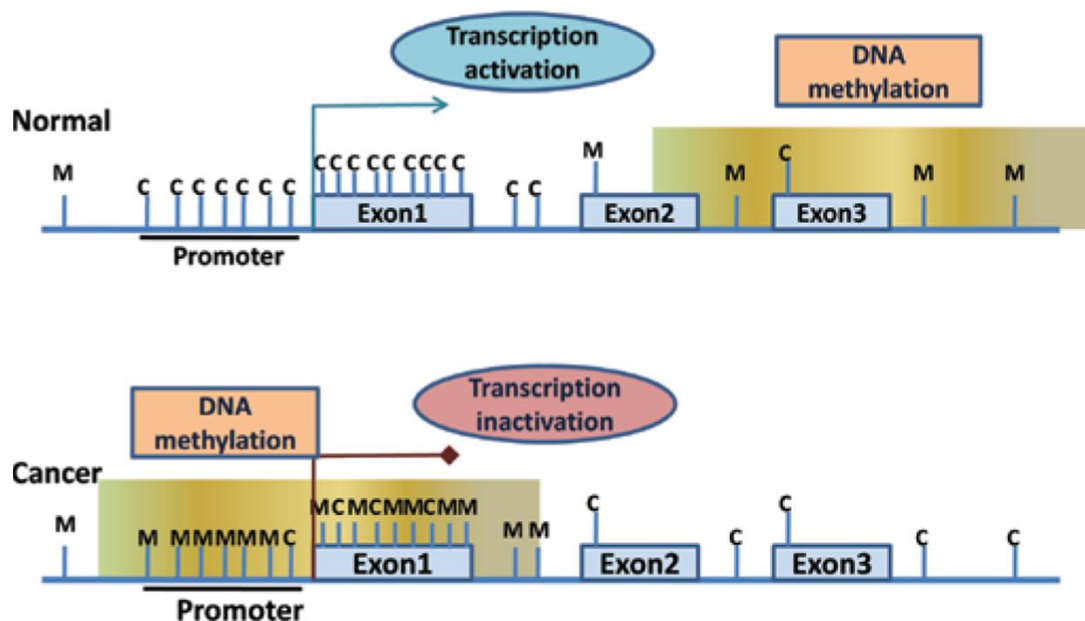 Transcription
activation
DNA
methylation
Normal
M C C C C C C C C C C C C C C C C C C M M C M M
Exon1 Exon2 Exon3
Promoter
DNA
methylation
Transcription
inactivation
Cancer
M M M M M M M C M C M C M M C M M M M C C C C C
Exon1 Exon2 Exon3
Promoter